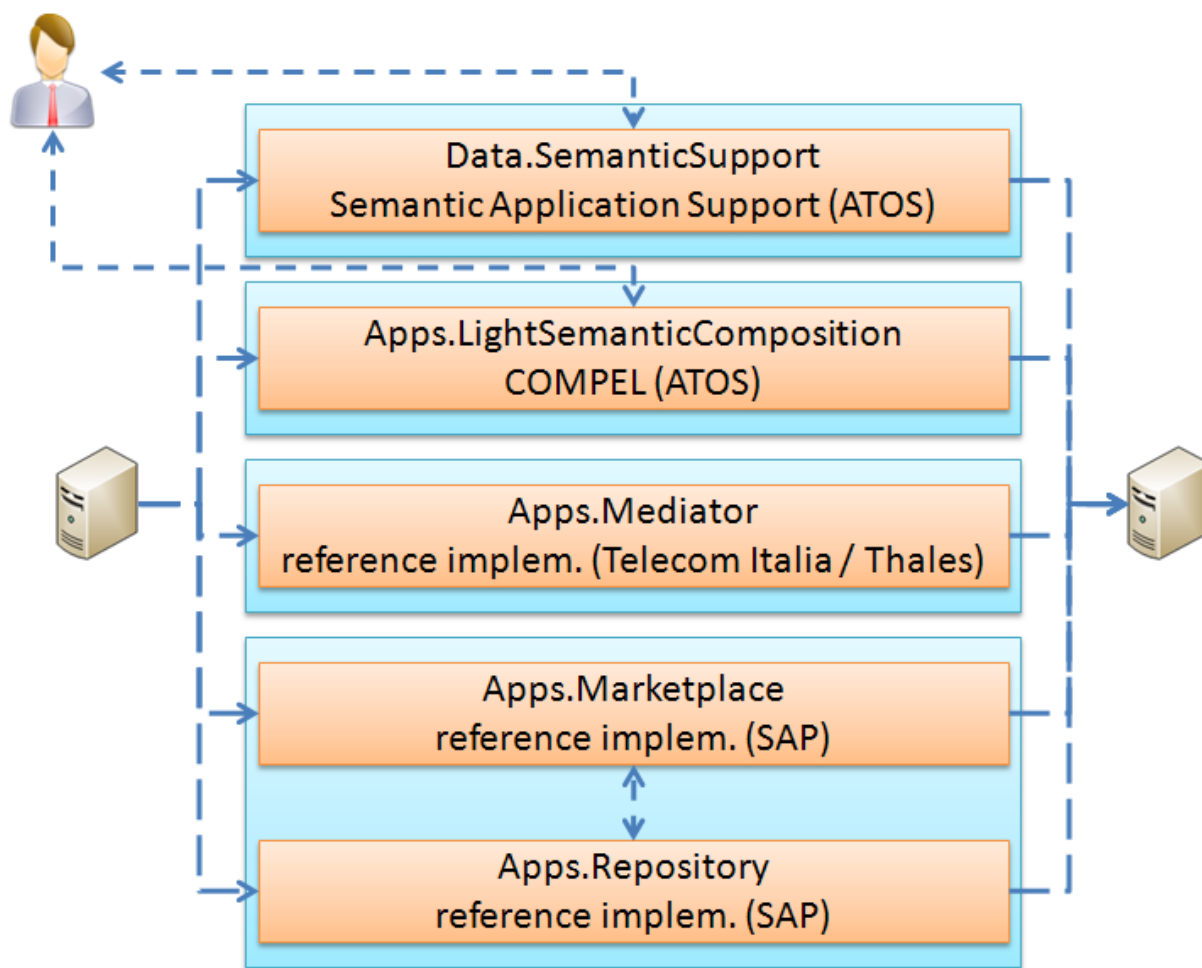 Data.SemanticSupport
Semantic Application Support (ATOS)
Apps.LightSemanticComposition
COMPEL (ATOS)
Apps.Mediator
reference implem. (Telecom Italia / Thales)
Apps.Marketplace
reference implem. (SAP)
Apps.Repository
reference implem. (SAP)